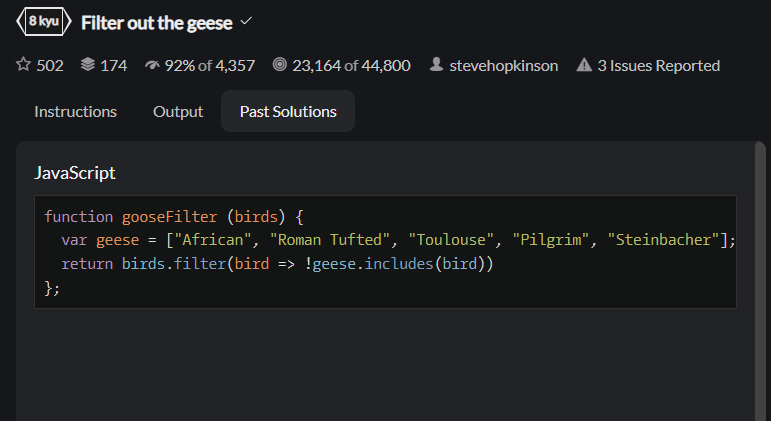 8 kyu Filter out the geese
502 174 92% of 4,357 23,164 of 44,800 stevehopkinson 3 Issues Reported
Instructions Output Past Solutions
JavaScript
function gooseFilter (birds) {
  var geese = ["African", "Roman Tufted", "Toulouse", "Pilgrim", "Steinbacher"];
  return birds.filter(bird => !geese.includes(bird))
};